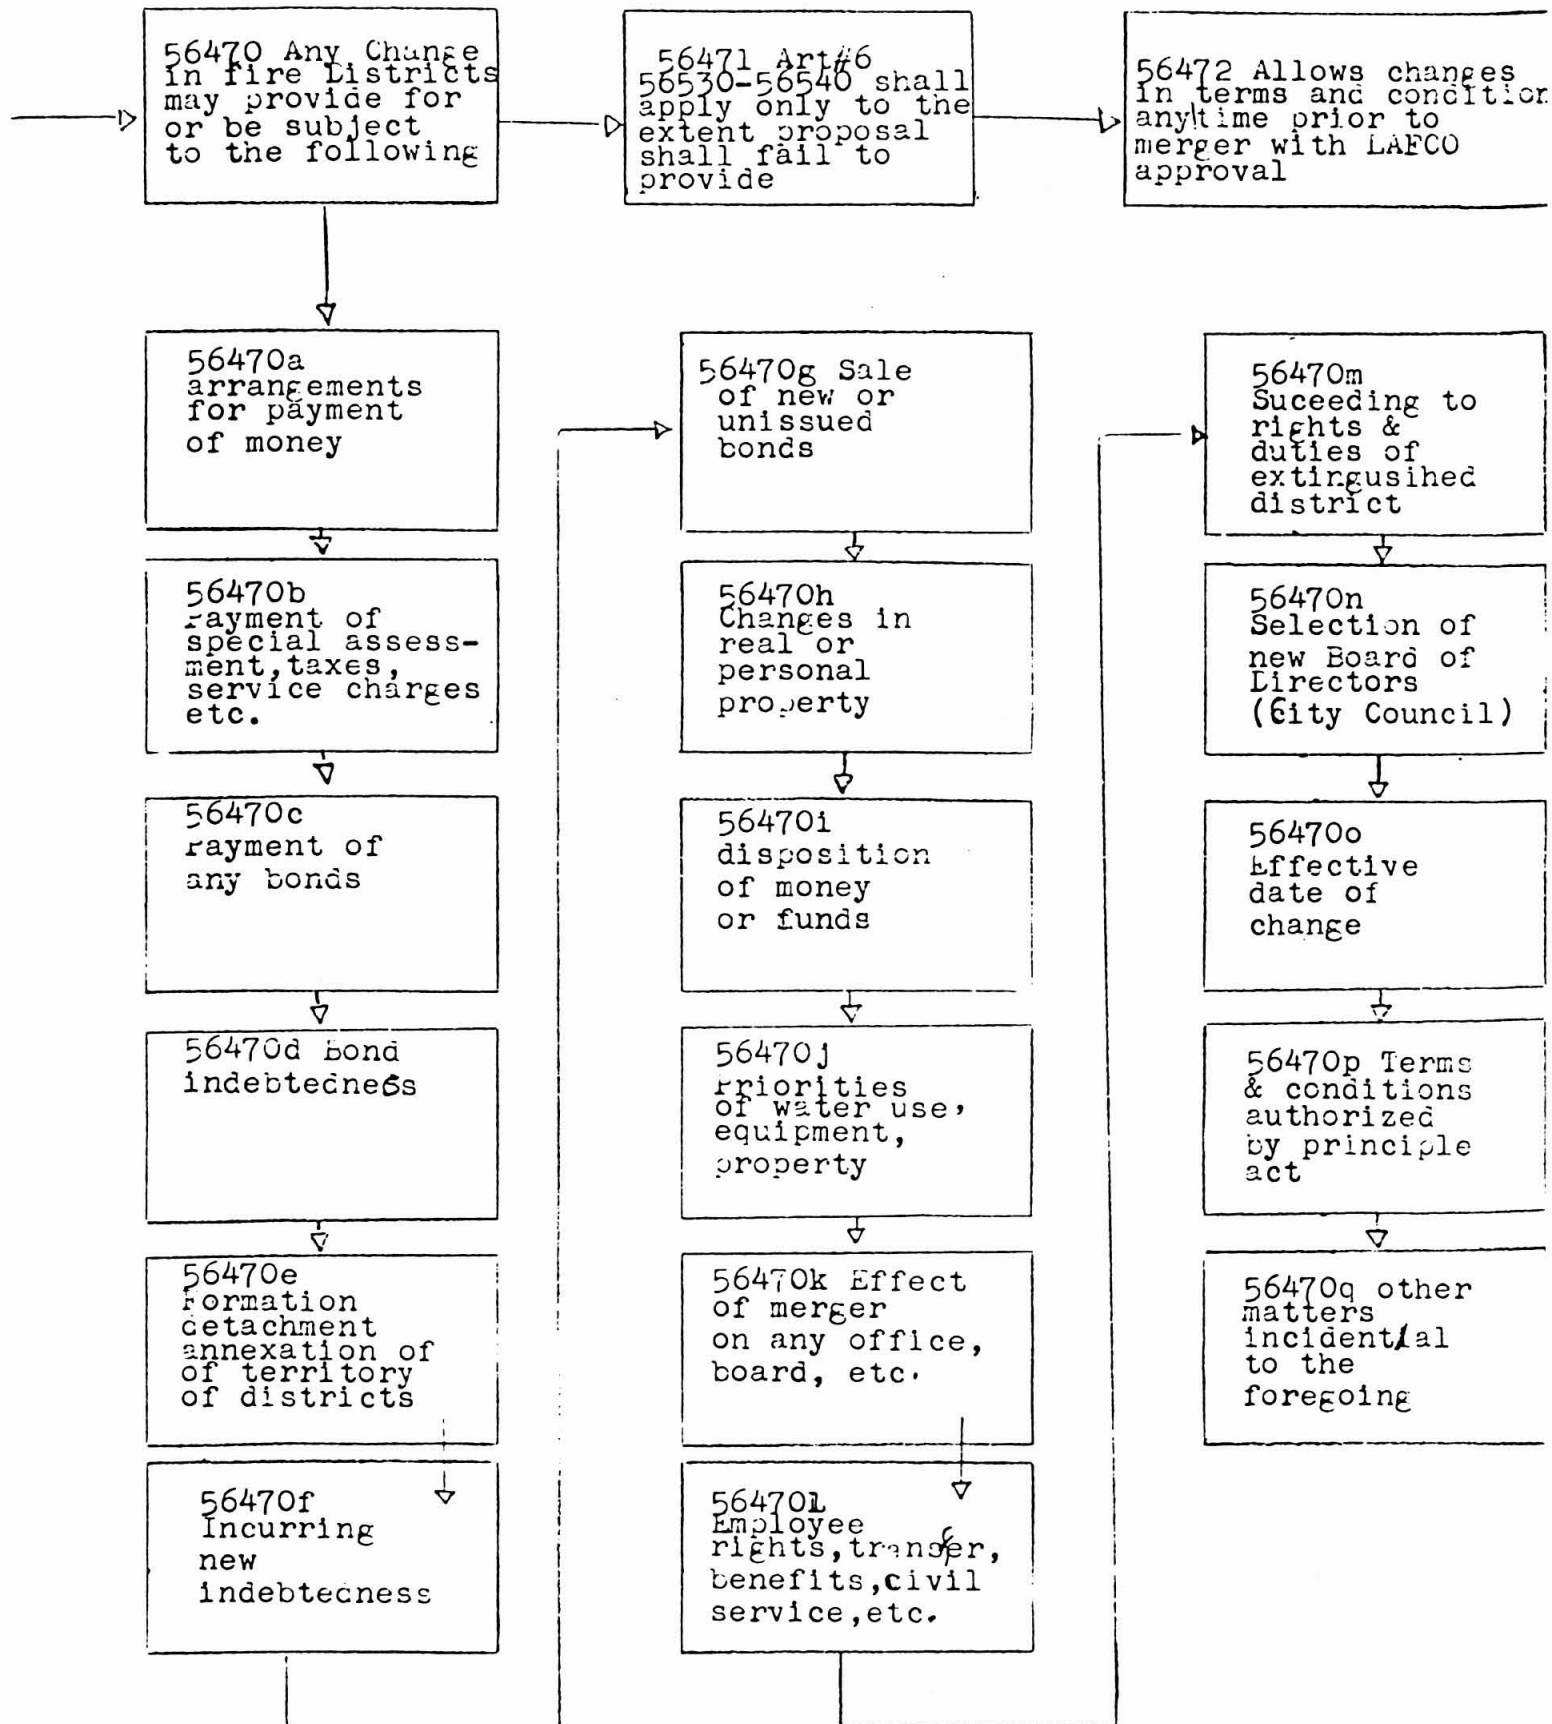 56470 Any Change
in fire Districts
may provide for
or be subject
to the following
56471 Art#6
56530-56540 shall
apply only to the
extent proposal
shall fail to
provide
56472 Allows changes
in terms and condition
anytime prior to
merger with LAFCO
approval
56470a
arrangements
for payment
of money
56470b
Payment of
special assess-
ment,taxes,
service charges
etc.
56470c
Payment of
any bonds
56470d Bond
indebtedness
56470e
Formation
detachment
annexation of
of territory
of districts
56470f
Incurring
new
indebtedness
56470g Sale
of new or
unissued
bonds
56470h
Changes in
real or
personal
property
56470i
disposition
of money
or funds
56470j
Priorities
of water use,
equipment,
property
56470k Effect
of merger
on any office,
board, etc.
56470l
Employee
rights,transfer,
benefits,civil
service,etc.
56470m
Suceeding to
rights &
duties of
extingusihed
district
56470n
Selection of
new Board of
Directors
(City Council)
56470o
Effective
date of
change
56470p Terms
& conditions
authorized
by principle
act
56470q other
matters
incidential
to the
foregoing